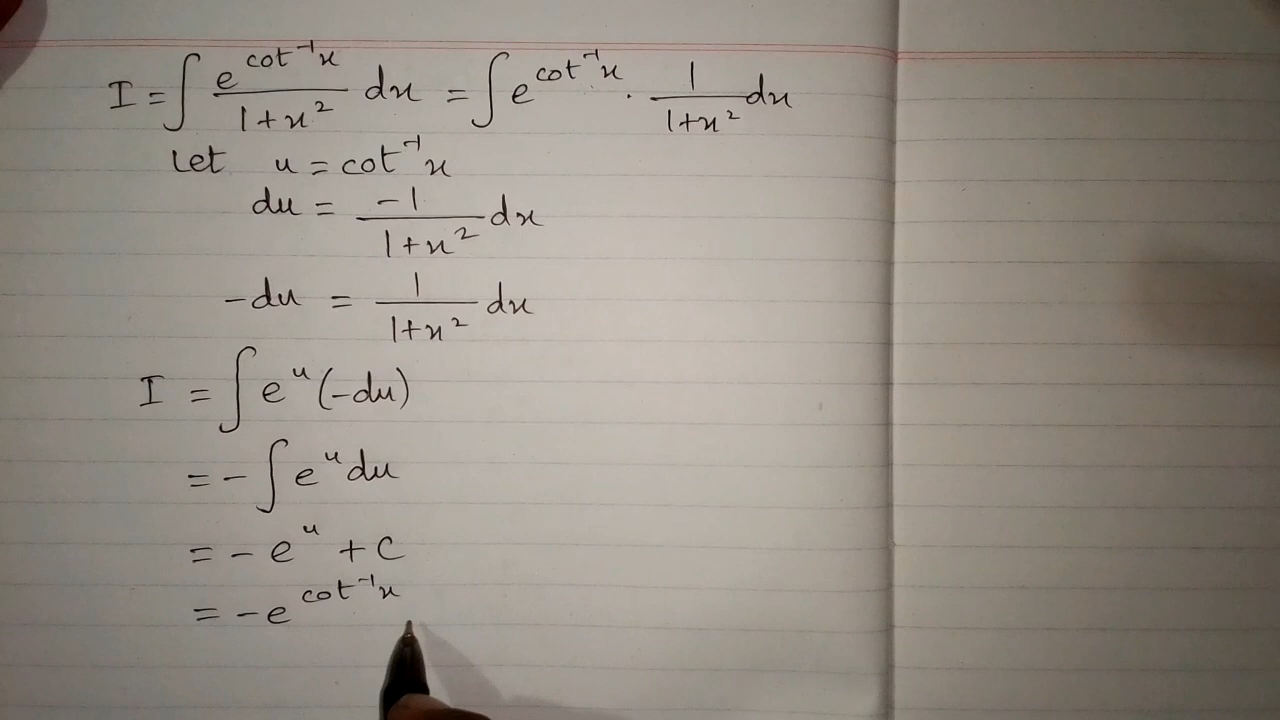 I = ∫ e^{cot⁻¹x} / (1+x²) dx = ∫ e^{cot⁻¹x} · 1/(1+x²) dx
Let u = cot⁻¹x
du = -1/(1+x²) dx
-du = 1/(1+x²) dx
I = ∫ e^u (-du)
= - ∫ e^u du
= - e^u + C
= - e^{cot⁻¹x}